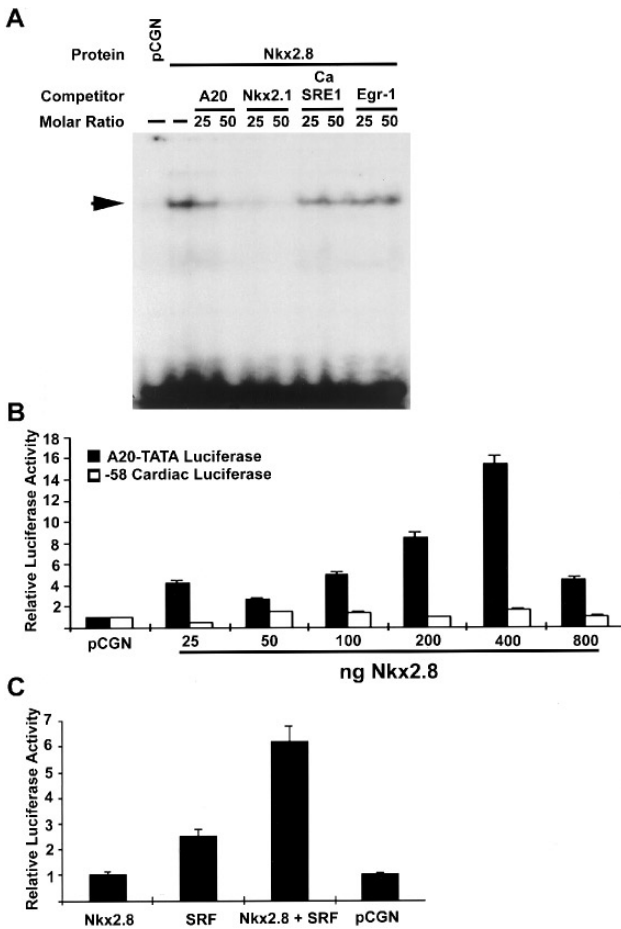 A
Protein pCGN Nkx2.8
Competitor A20 Nkx2.1 Ca SRE1 Egr-1
Molar Ratio — — 25 50 25 50 25 50 25 50
B
Relative Luciferase Activity
18
16
14
12
10
8
6
4
2
A20-TATA Luciferase
-58 Cardiac Luciferase
pCGN 25 50 100 200 400 800
ng Nkx2.8
C
Relative Luciferase Activity
7
6
5
4
3
2
1
Nkx2.8 SRF Nkx2.8 + SRF pCGN